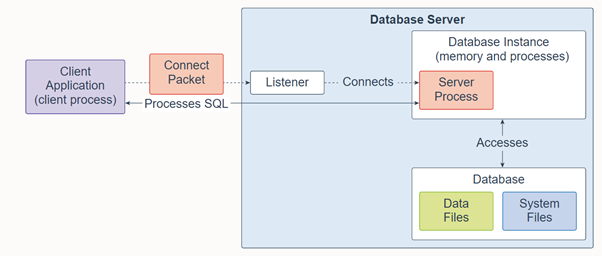 Database Server
Client
Application
(client process)
Connect
Packet
Listener
Connects
Processes SQL
Database Instance
(memory and processes)
Server
Process
Accesses
Database
Data
Files
System
Files